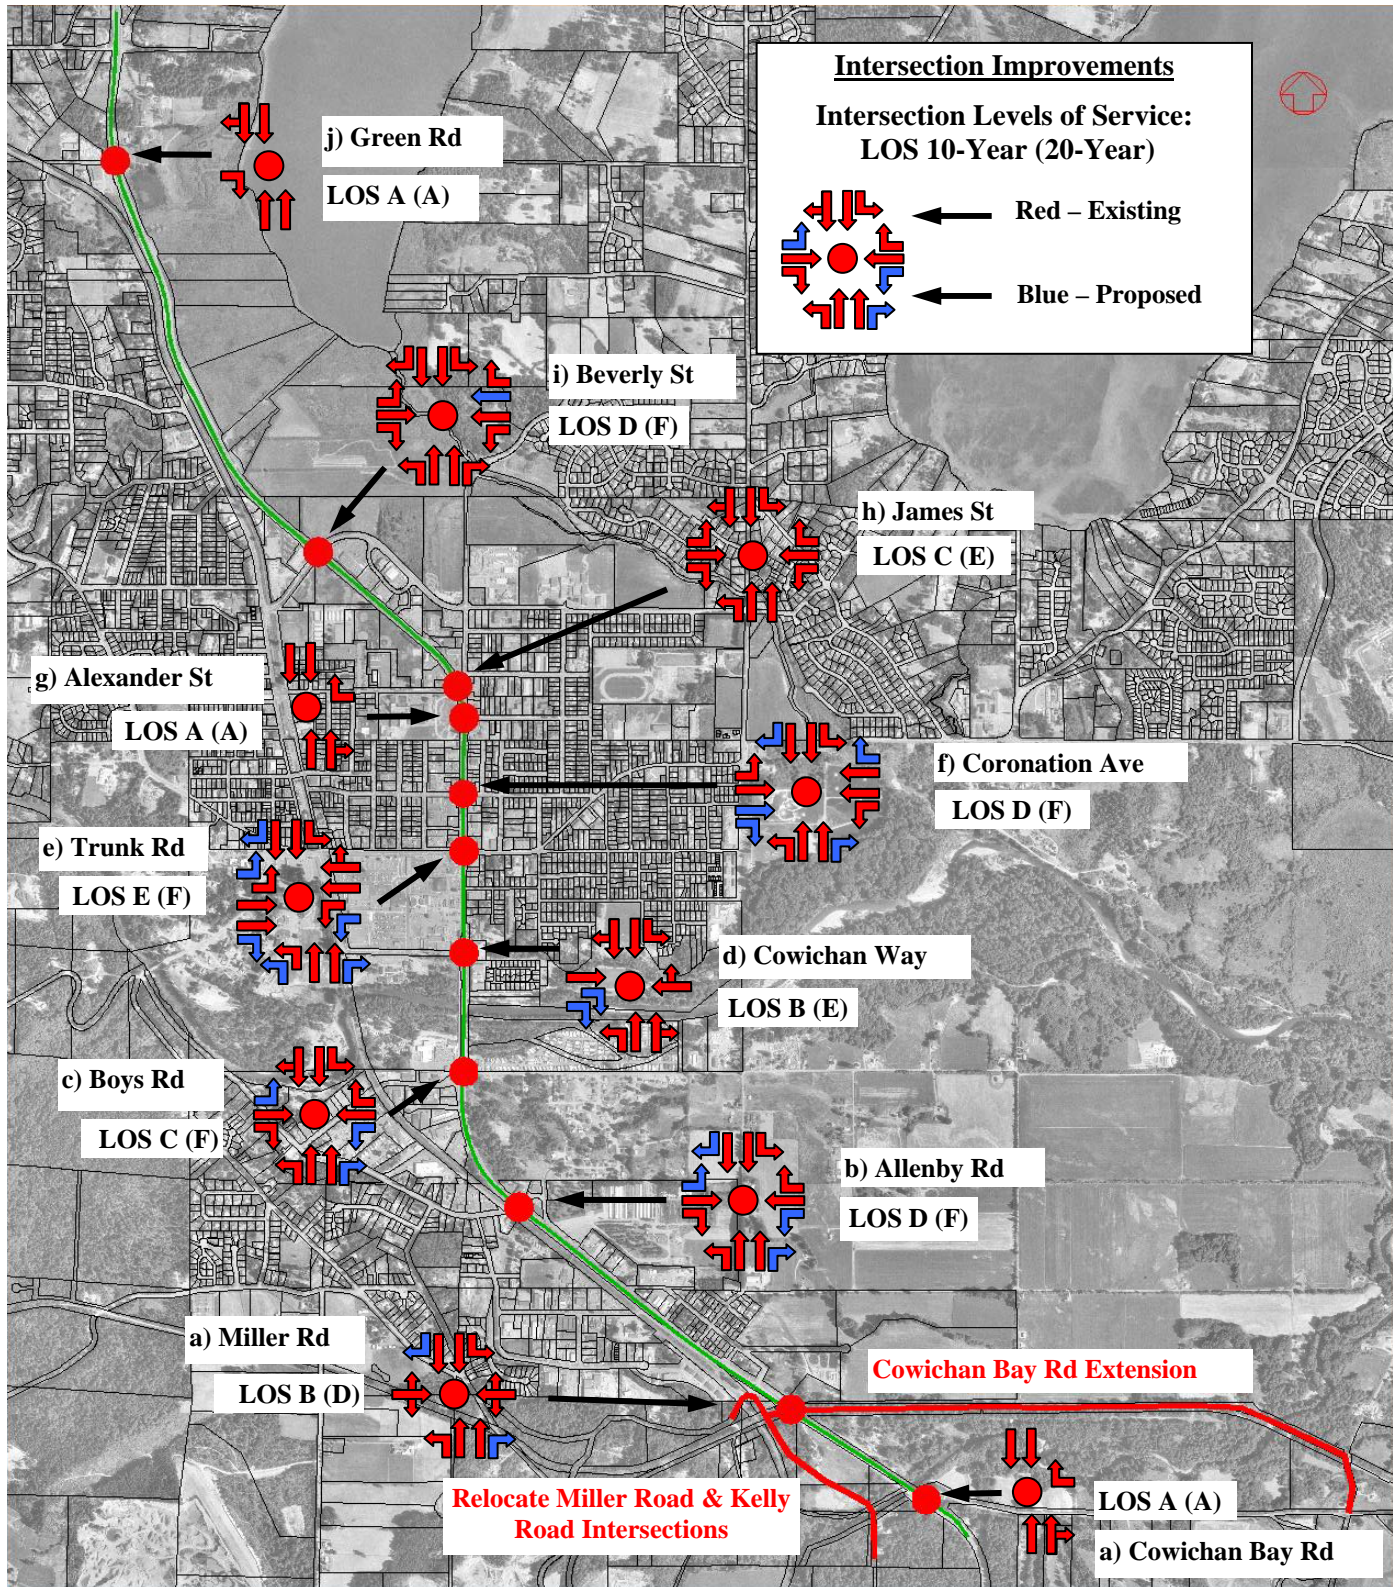 Intersection Improvements
Intersection Levels of Service:
LOS 10-Year (20-Year)
Red – Existing
Blue – Proposed
j) Green Rd
LOS A (A)
i) Beverly St
LOS D (F)
h) James St
LOS C (E)
g) Alexander St
LOS A (A)
f) Coronation Ave
LOS D (F)
e) Trunk Rd
LOS E (F)
d) Cowichan Way
LOS B (E)
c) Boys Rd
LOS C (F)
b) Allenby Rd
LOS D (F)
a) Miller Rd
LOS B (D)
Cowichan Bay Rd Extension
Relocate Miller Road & Kelly
Road Intersections
LOS A (A)
a) Cowichan Bay Rd